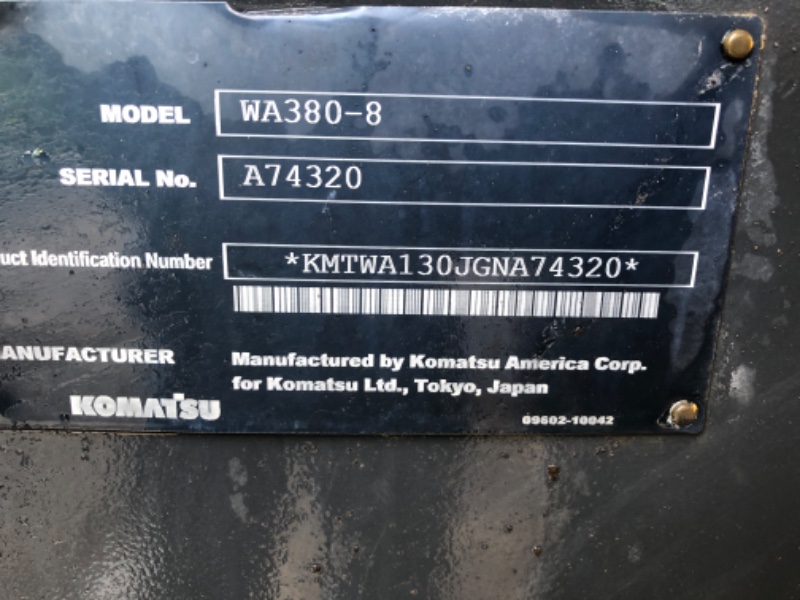 MODEL WA380-8
SERIAL No. A74320
uct Identification Number *KMTWA130JGNA74320*
ANUFACTURER Manufactured by Komatsu America Corp.
for Komatsu Ltd., Tokyo, Japan
KOMATSU
09602-10042